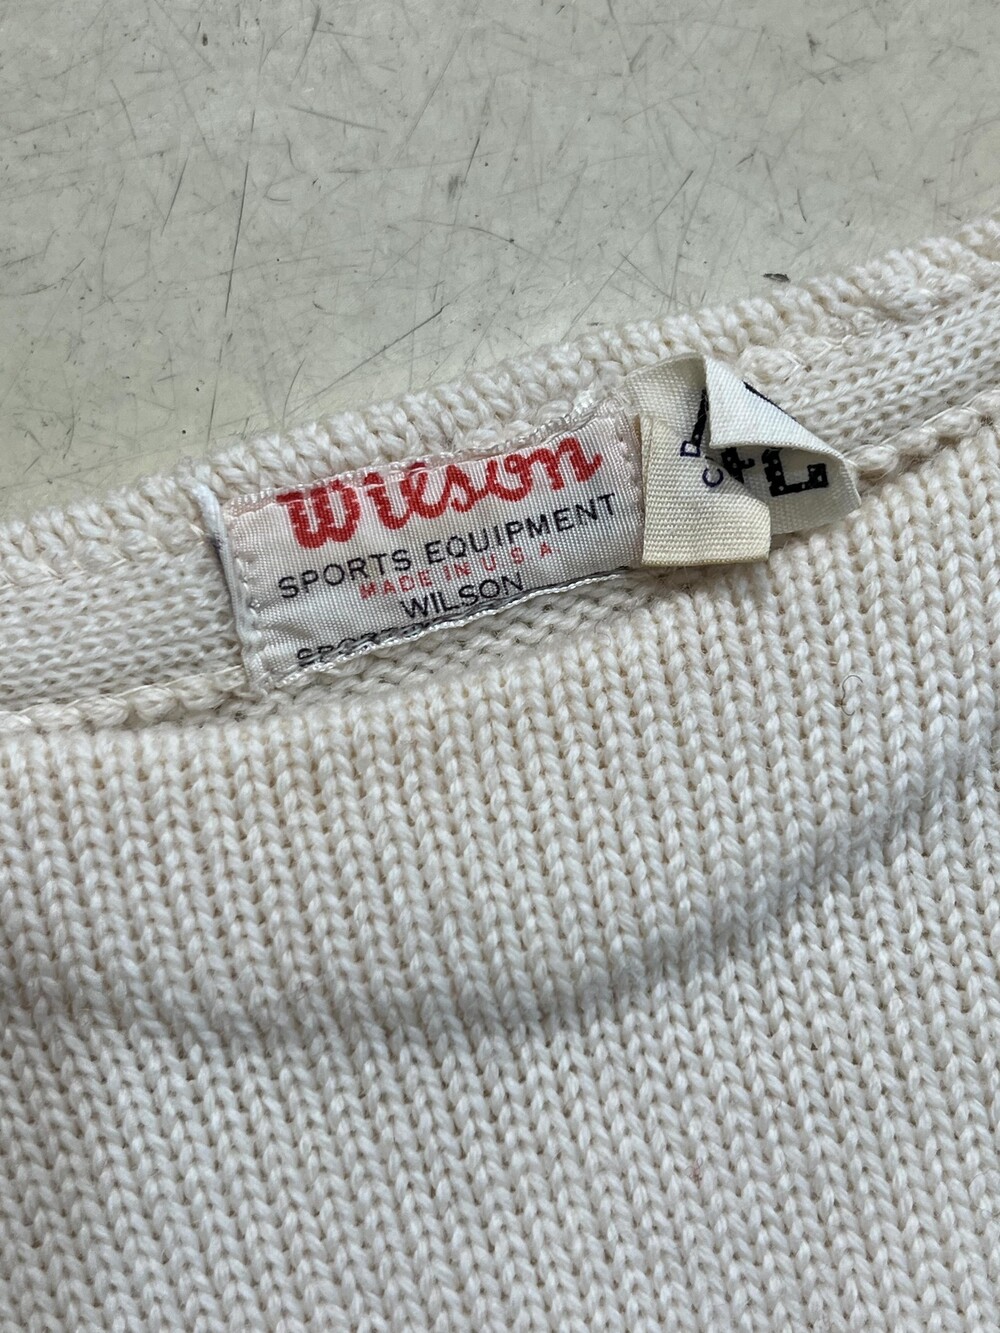 Wilson
SPORTS EQUIPMENT
MADE IN U S A
WILSON